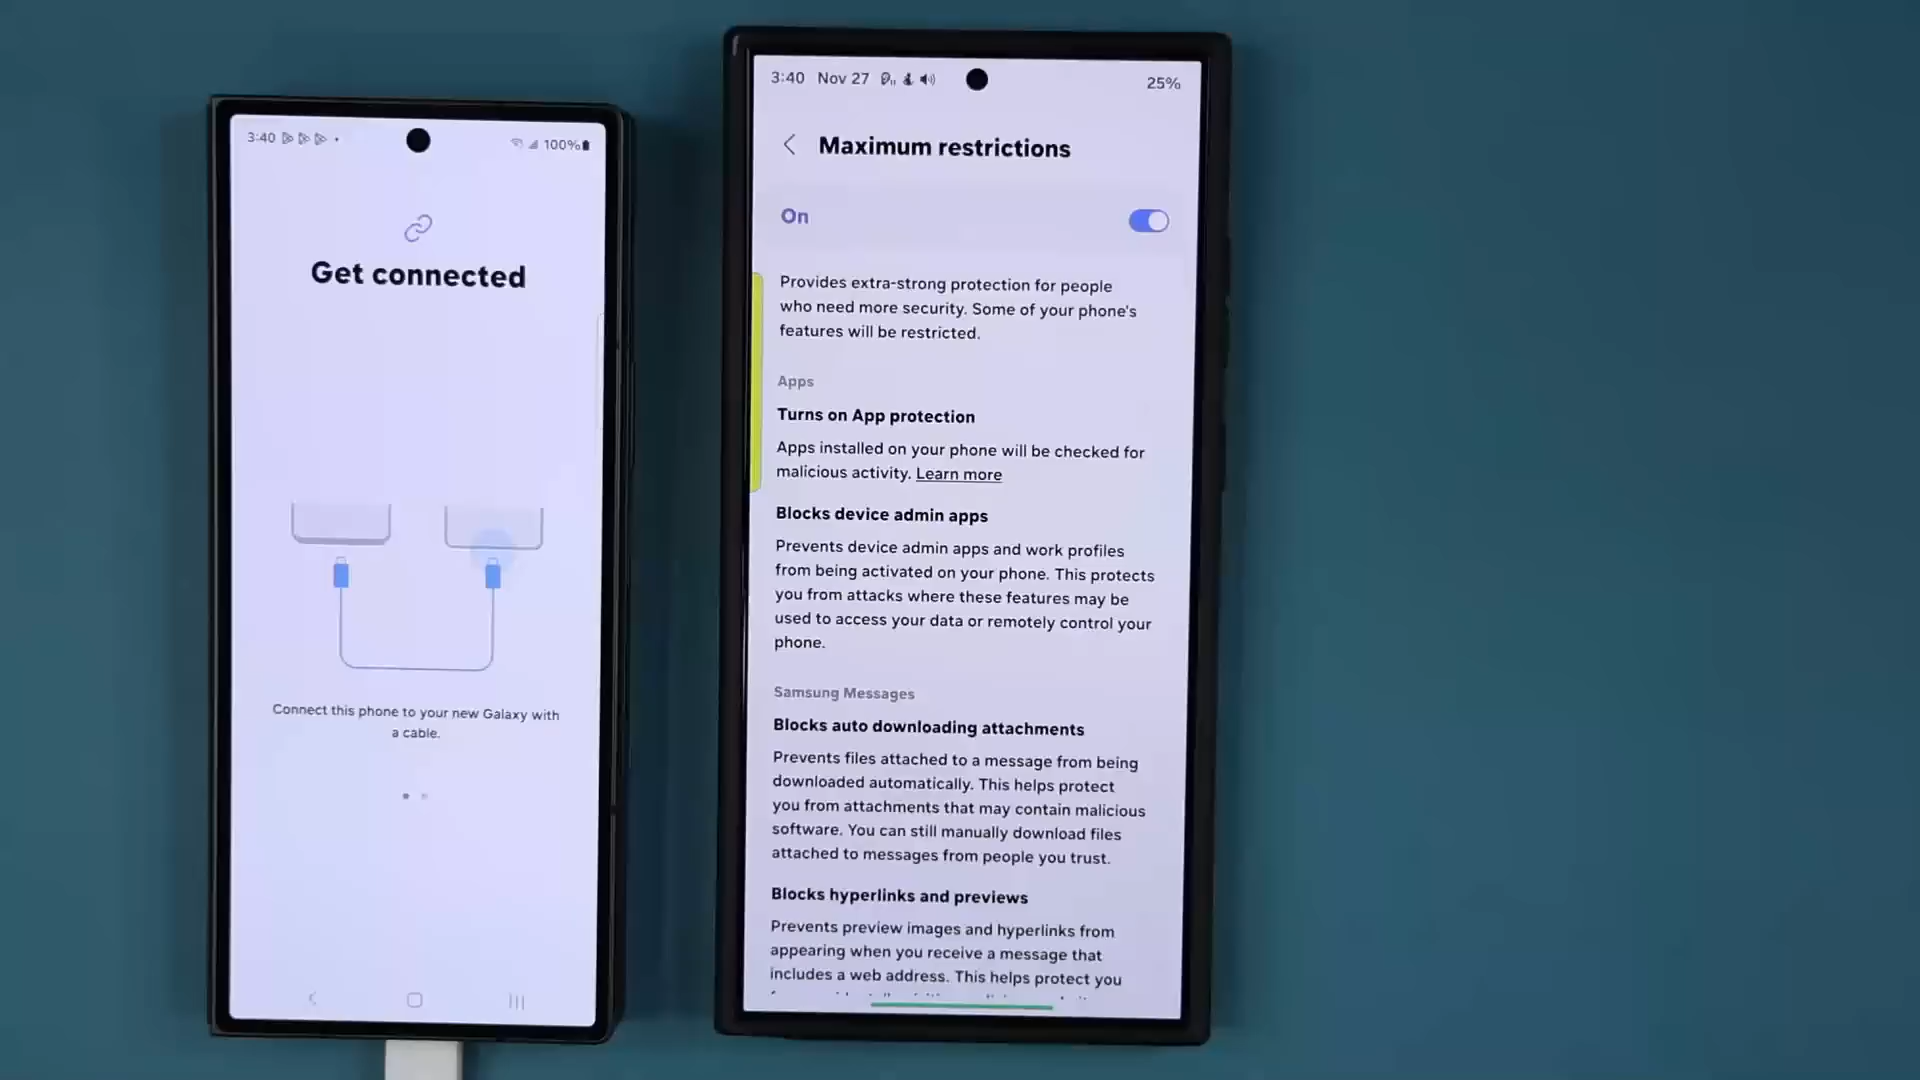 3:40
100%
Get connected
Connect this phone to your new Galaxy with
a cable.
3:40 Nov 27
25%
Maximum restrictions
On
Provides extra-strong protection for people
who need more security. Some of your phone's
features will be restricted.
Apps
Turns on App protection
Apps installed on your phone will be checked for
malicious activity. Learn more
Blocks device admin apps
Prevents device admin apps and work profiles
from being activated on your phone. This protects
you from attacks where these features may be
used to access your data or remotely control your
phone.
Samsung Messages
Blocks auto downloading attachments
Prevents files attached to a message from being
downloaded automatically. This helps protect
you from attachments that may contain malicious
software. You can still manually download files
attached to messages from people you trust.
Blocks hyperlinks and previews
Prevents preview images and hyperlinks from
appearing when you receive a message that
includes a web address. This helps protect you